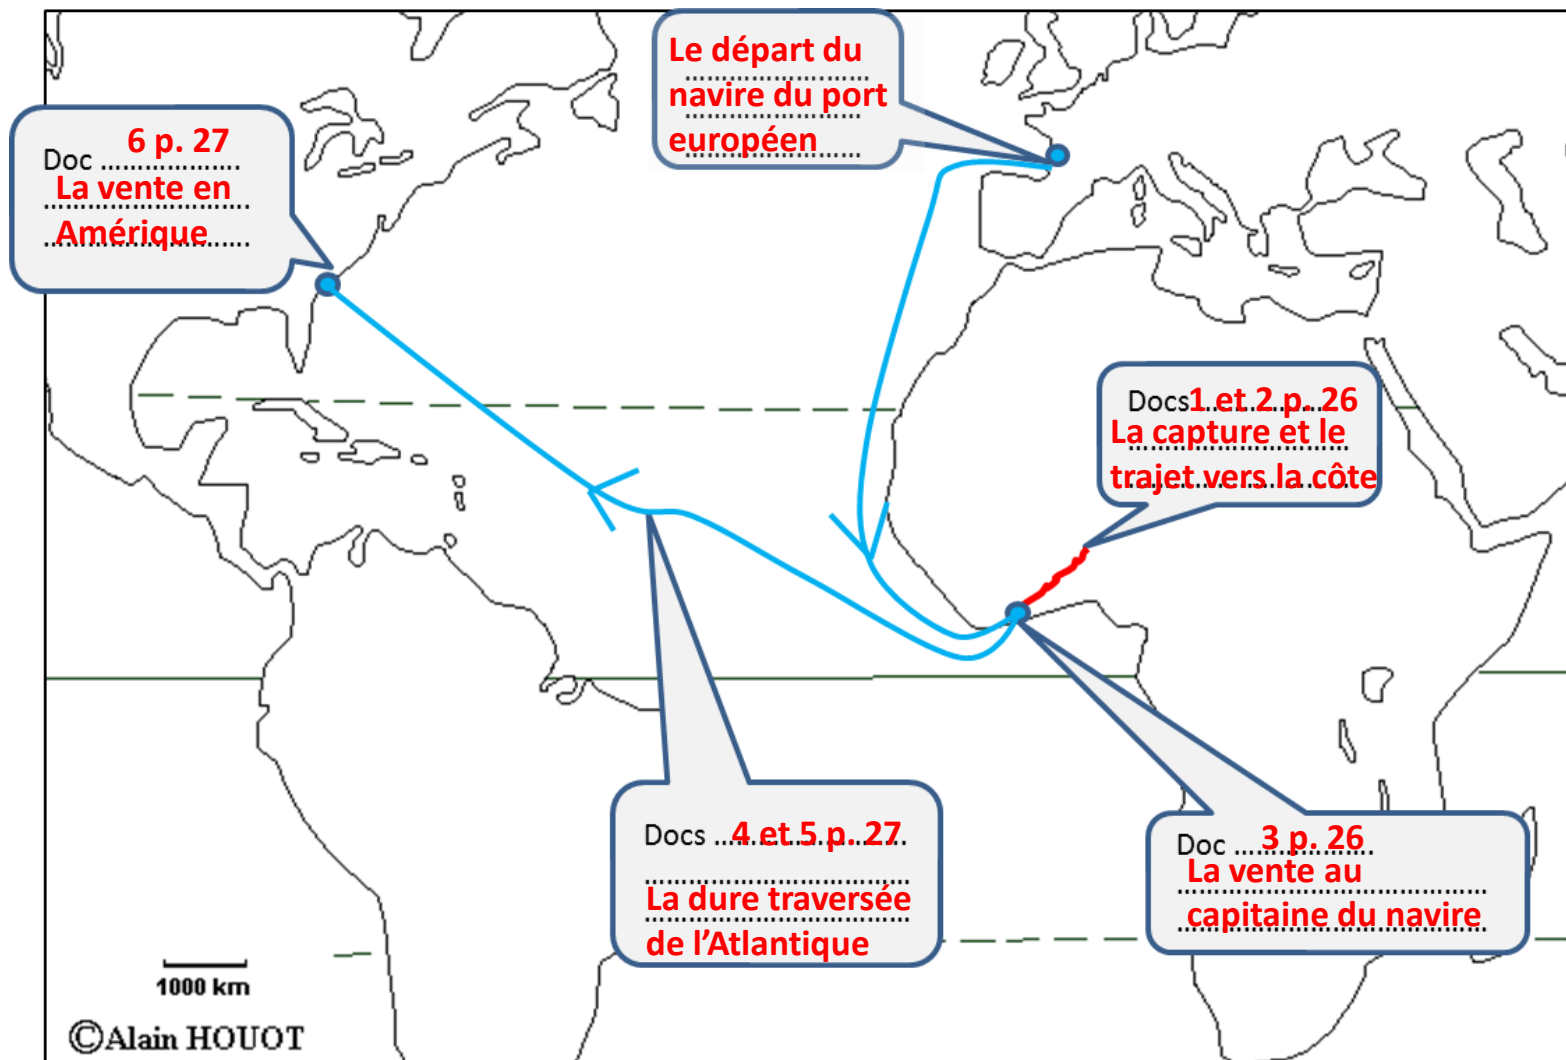 Le départ du
navire du port
européen
Doc ........ 6 p. 27
La vente en
Amérique
Docs 1 et 2 p. 26
La capture et le
trajet vers la côte
Docs ... 4 et 5 p. 27
La dure traversée
de l’Atlantique
Doc ... 3 p. 26
La vente au
capitaine du navire
1000 km
©Alain HOUOT